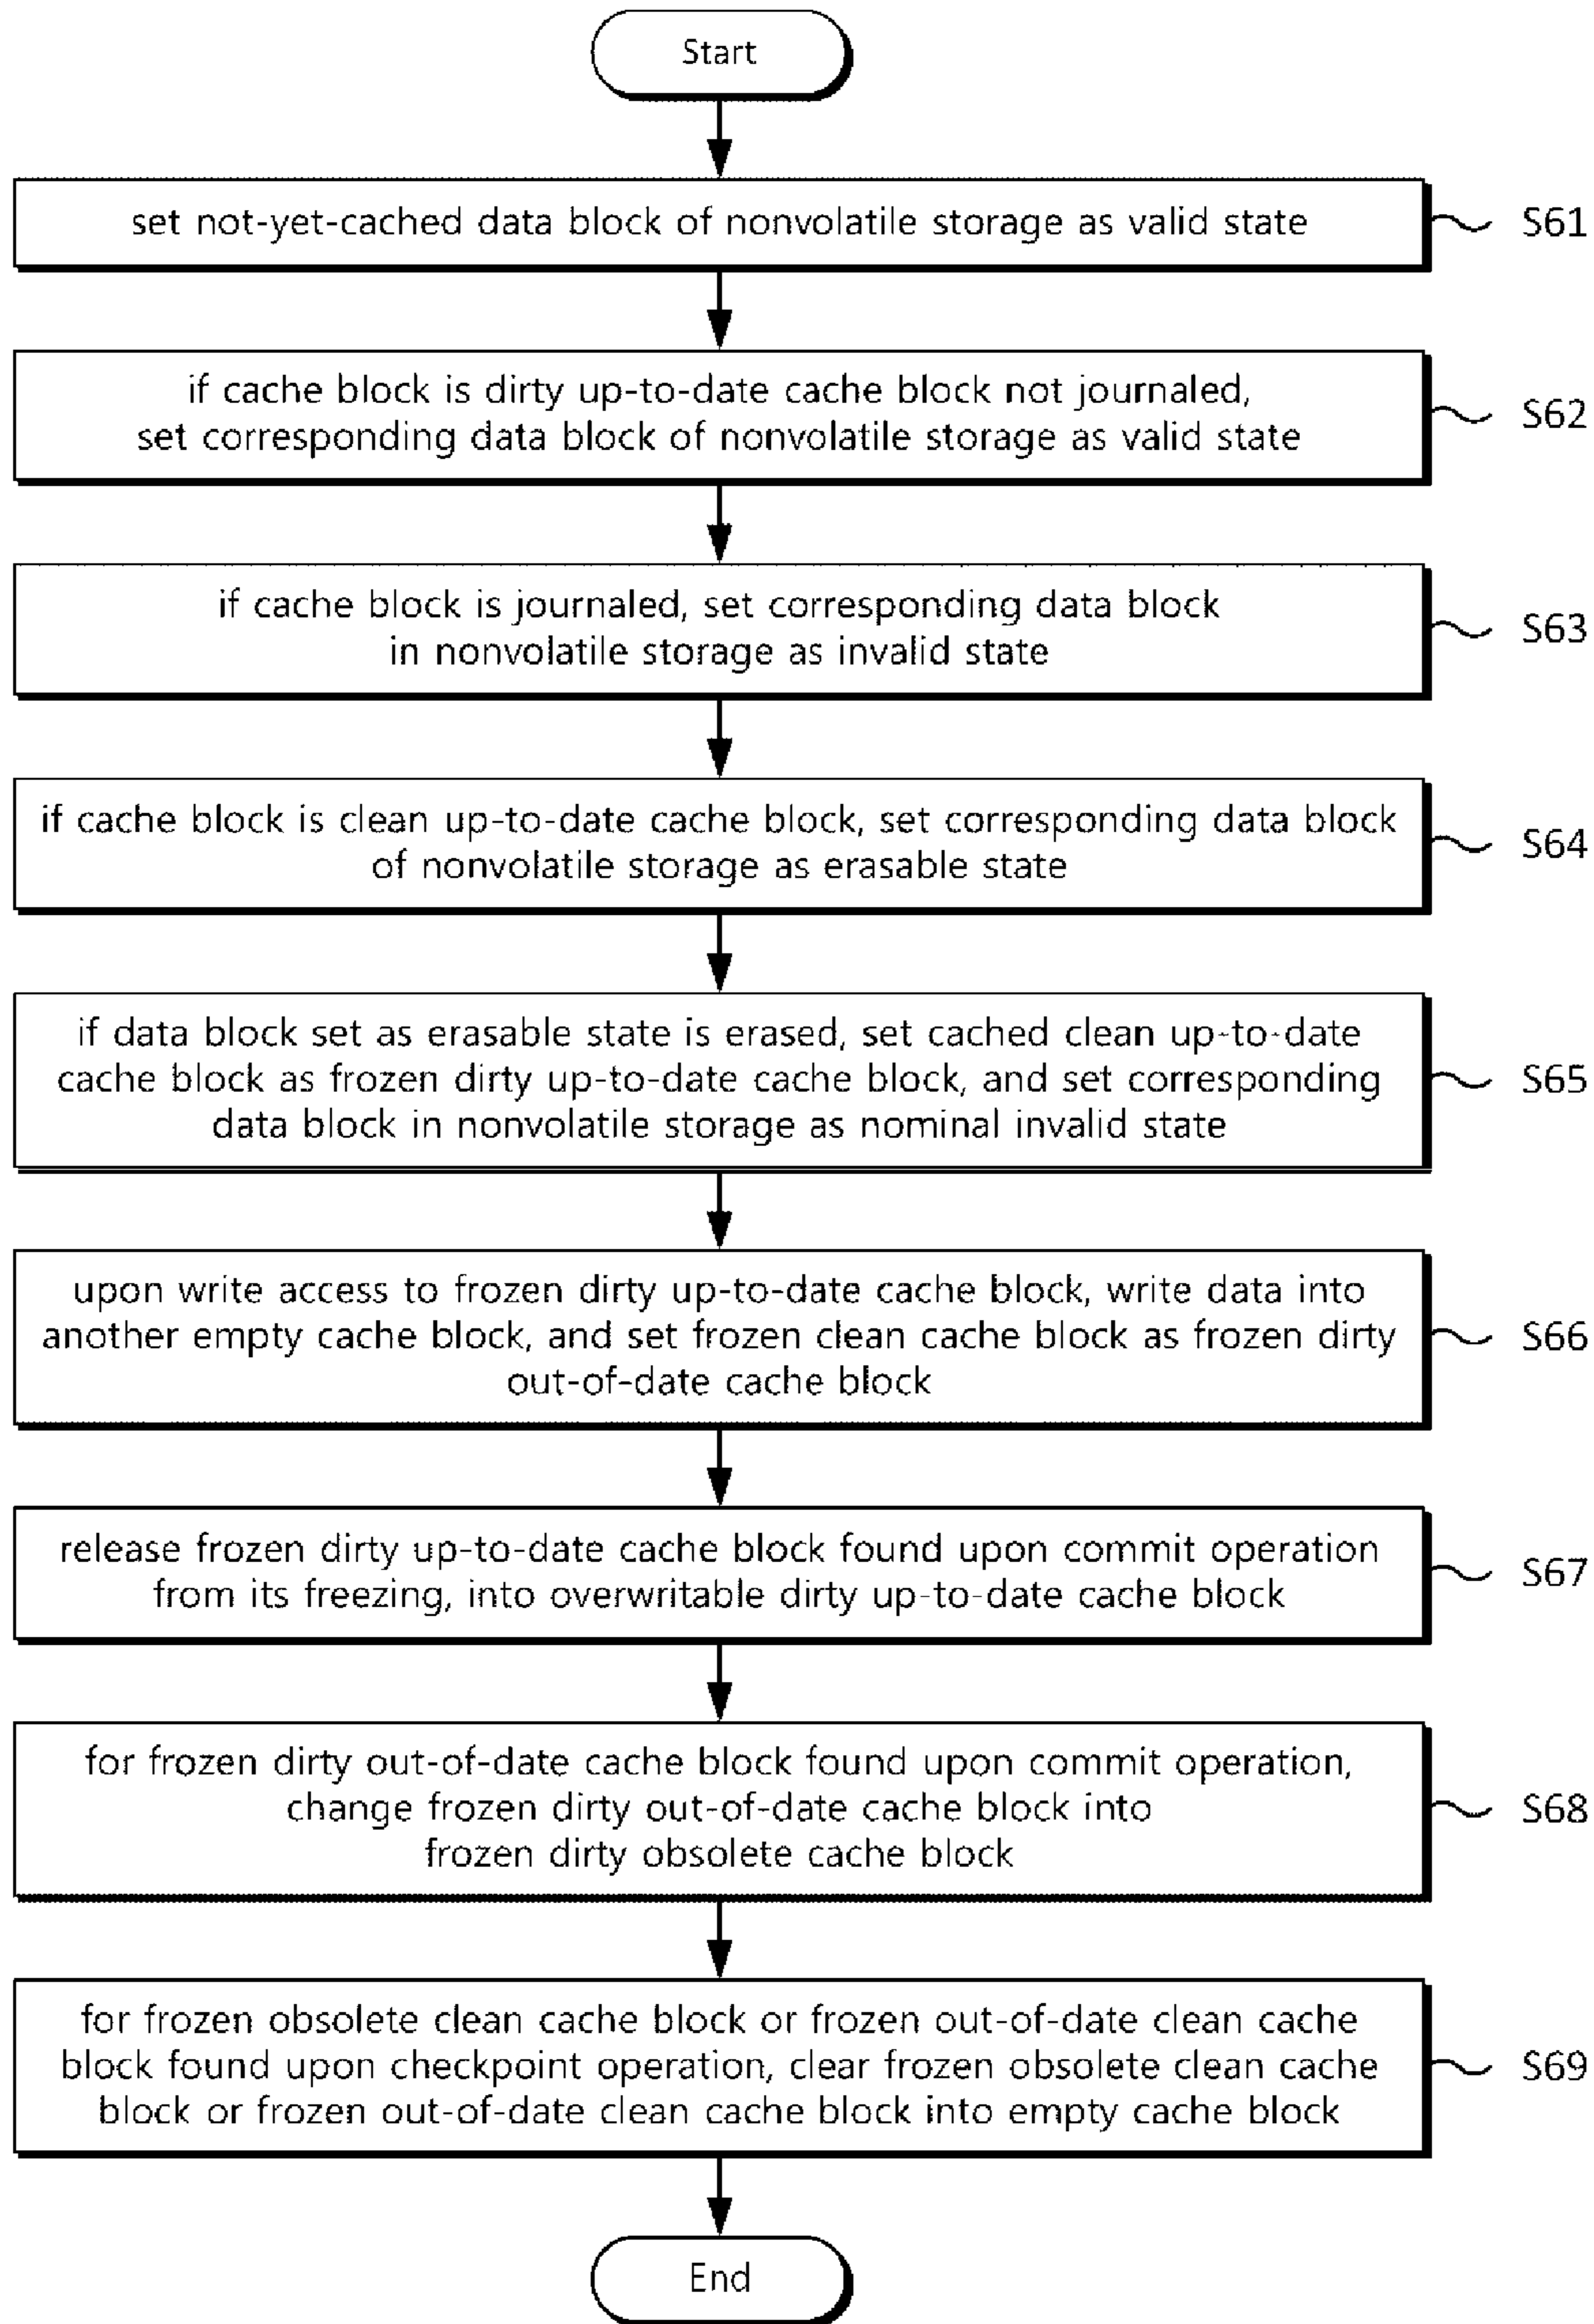 Start
set not-yet-cached data block of nonvolatile storage as valid state
S61
if cache block is dirty up-to-date cache block not journaled,
set corresponding data block of nonvolatile storage as valid state
S62
if cache block is journaled, set corresponding data block
in nonvolatile storage as invalid state
S63
if cache block is clean up-to-date cache block, set corresponding data block
of nonvolatile storage as erasable state
S64
if data block set as erasable state is erased, set cached clean up-to-date
cache block as frozen dirty up-to-date cache block, and set corresponding
data block in nonvolatile storage as nominal invalid state
S65
upon write access to frozen dirty up-to-date cache block, write data into
another empty cache block, and set frozen clean cache block as frozen dirty
out-of-date cache block
S66
release frozen dirty up-to-date cache block found upon commit operation
from its freezing, into overwritable dirty up-to-date cache block
S67
for frozen dirty out-of-date cache block found upon commit operation,
change frozen dirty out-of-date cache block into
frozen dirty obsolete cache block
S68
for frozen obsolete clean cache block or frozen out-of-date clean cache
block found upon checkpoint operation, clear frozen obsolete clean cache
block or frozen out-of-date clean cache block into empty cache block
S69
End